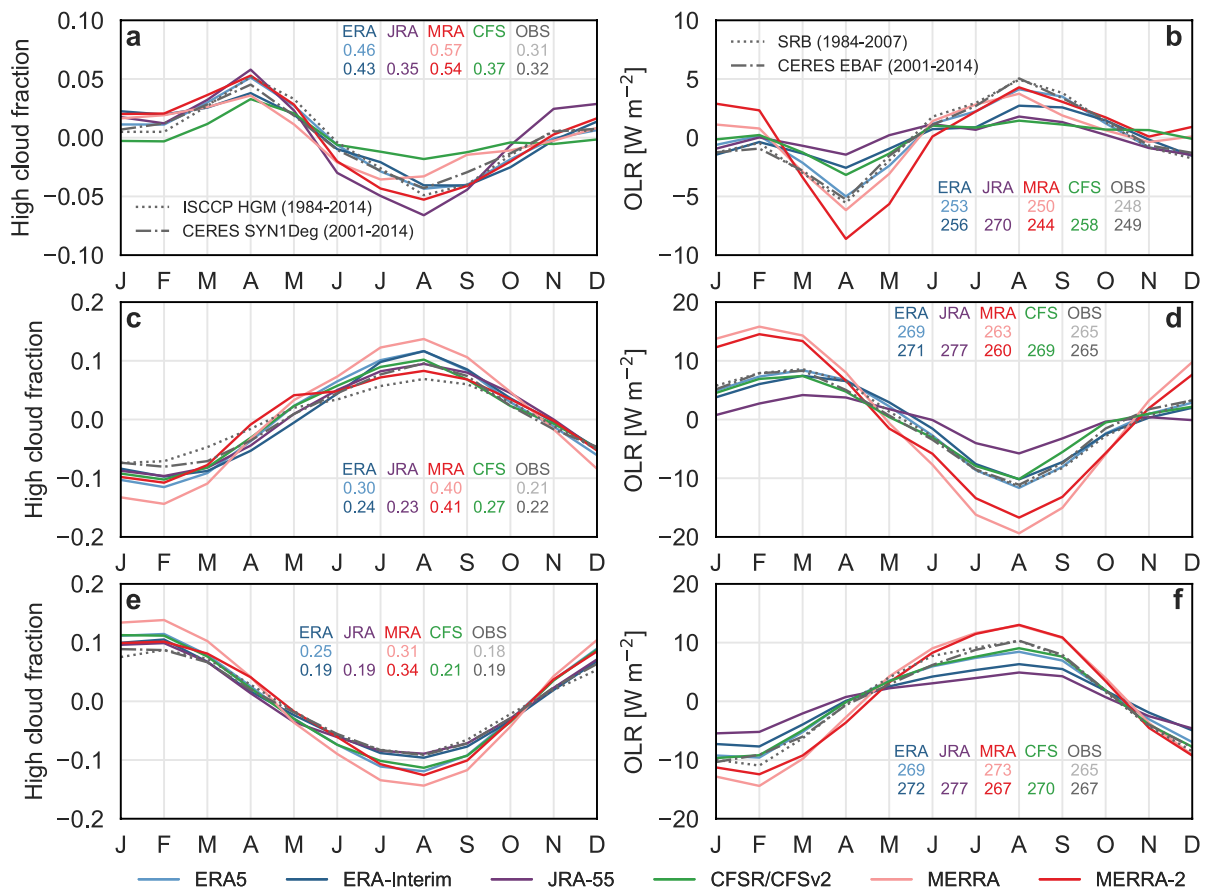 a
ERA JRA MRA CFS OBS
0.46 0.57 0.31
0.43 0.35 0.54 0.37 0.32
ISCCP HGM (1984-2014)
CERES SYN1Deg (2001-2014)
High cloud fraction
0.10
0.05
0.00
−0.05
−0.10
J F M A M J J A S O N D
b
SRB (1984-2007)
CERES EBAF (2001-2014)
ERA JRA MRA CFS OBS
253 250 248
256 270 244 258 249
OLR [W m−2]
10
5
0
−5
−10
J F M A M J J A S O N D
c
ERA JRA MRA CFS OBS
0.30 0.40 0.21
0.24 0.23 0.41 0.27 0.22
High cloud fraction
0.2
0.1
0.0
−0.1
−0.2
J F M A M J J A S O N D
d
ERA JRA MRA CFS OBS
269 263 265
271 277 260 269 265
OLR [W m−2]
20
10
0
−10
−20
J F M A M J J A S O N D
e
ERA JRA MRA CFS OBS
0.25 0.31 0.18
0.19 0.19 0.34 0.21 0.19
High cloud fraction
0.2
0.1
0.0
−0.1
−0.2
J F M A M J J A S O N D
f
ERA JRA MRA CFS OBS
269 273 265
272 277 267 270 267
OLR [W m−2]
20
10
0
−10
−20
J F M A M J J A S O N D
ERA5 ERA-Interim JRA-55 CFSR/CFSv2 MERRA MERRA-2